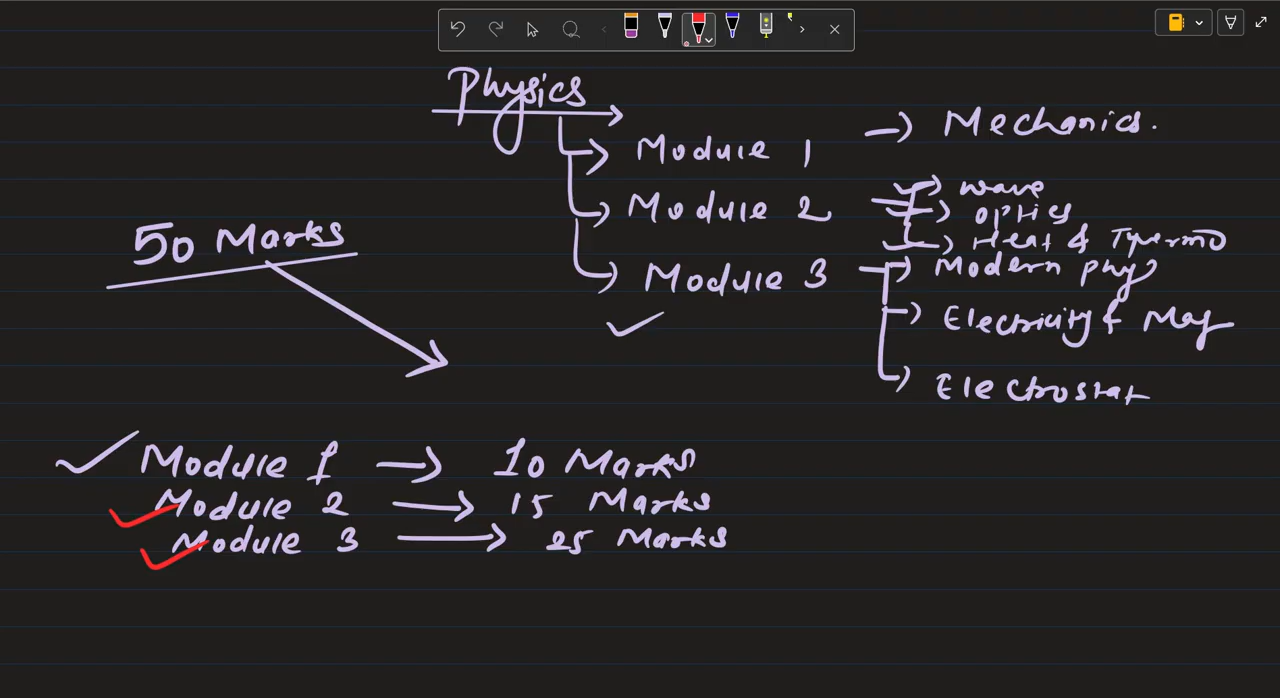 Physics
Module 1 → Mechanics.
Module 2 → wave
→ optics
→ Heat & Tyermo
Module 3 → Modern phy
→ Electricity & Mag
→ Electrostat
50 Marks
Module 1 → 10 Marks
Module 2 → 15 Marks
Module 3 → 25 Marks